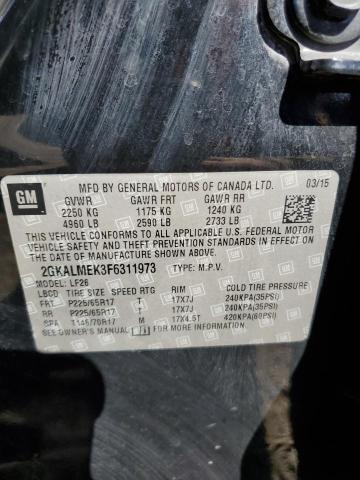 GM
MFD BY GENERAL MOTORS OF CANADA LTD. 03/15
GVWR GAWR FRT GAWR RR
2250 KG 1175 KG 1240 KG
4960 LB 2590 LB 2733 LB
THIS VEHICLE CONFORMS TO ALL APPLICABLE
U.S. FEDERAL MOTOR VEHICLE SAFETY, BUMPER,
AND THEFT PREVENTION STANDARDS IN EFFECT ON
THE DATE OF MANUFACTURE SHOWN ABOVE.
2GKALMEK3F6311973 TYPE: M.P.V.
MODEL: LF26
LBCD TIRE SIZE SPEED RTG RIM COLD TIRE PRESSURE
FRT P225/65R17 T 17X7J 240KPA(35PSI)
RR P225/65R17 T 17X7J 240KPA(35PSI)
SPA T145/70R17 M 17X4.5T 420KPA(60PSI)
SEE OWNER'S MANUAL FOR ADDITIONAL INFORMATION.